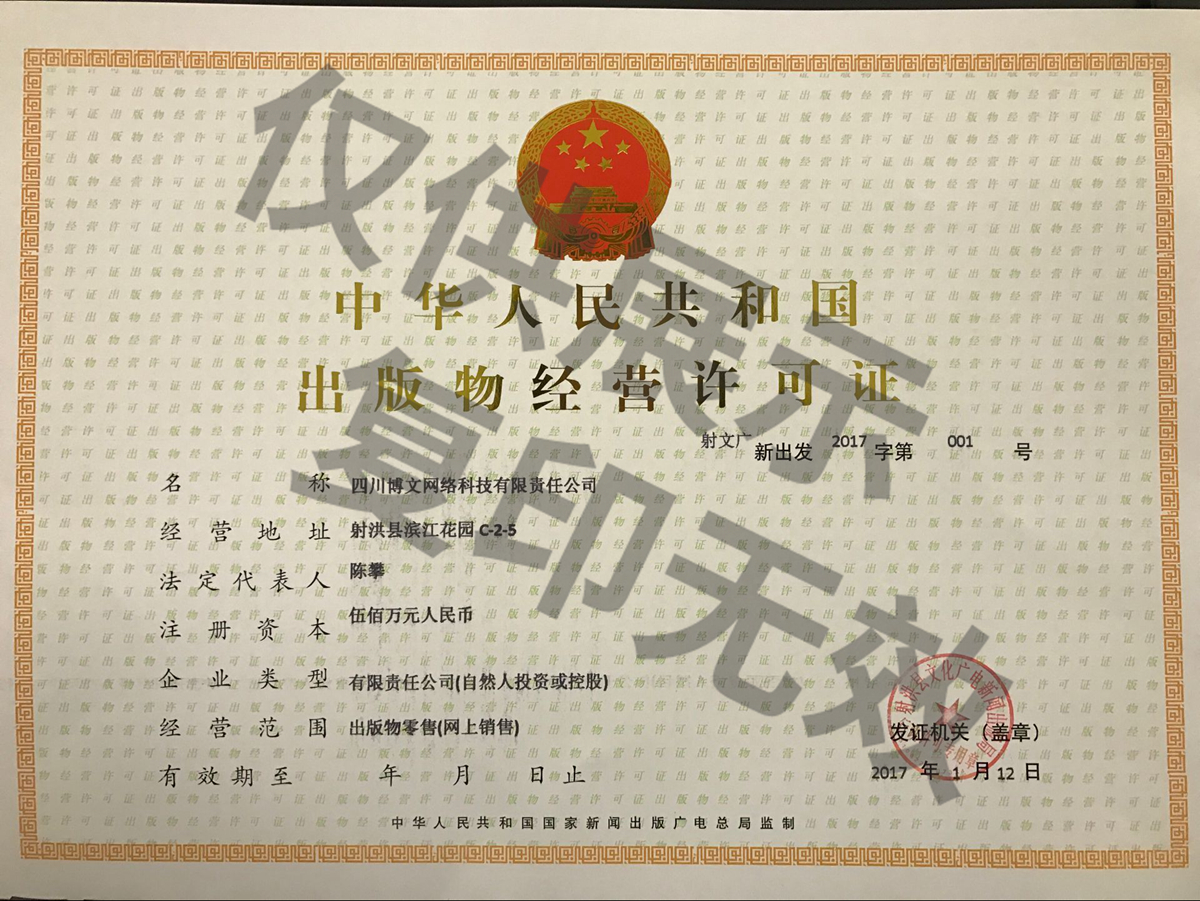 中华人民共和国
出版物经营许可证
射文广 新出发 2017 字第 001 号
名称 四川博文网络科技有限责任公司
经营地址 射洪县滨江花园 C-2-5
法定代表人 陈攀
注册资本 伍佰万元人民币
企业类型 有限责任公司(自然人投资或控股)
经营范围 出版物零售(网上销售)
有效期至 年 月 日止
射洪县文化广电新闻出版局
专用章
发证机关（盖章）
2017 年 1 月 12 日
中华人民共和国国家新闻出版广电总局监制
仅供展示
复印无效